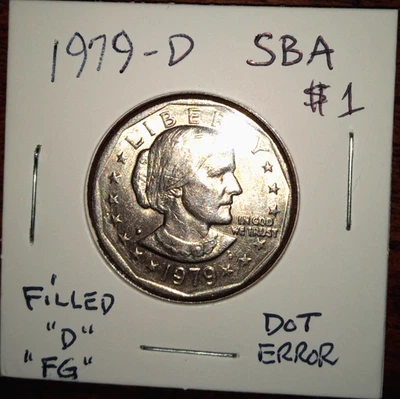 1979-D SBA
$1
LIBERTY
IN GOD
WE TRUST
1979
FILLED
"D"
"FG"
DOT
ERROR